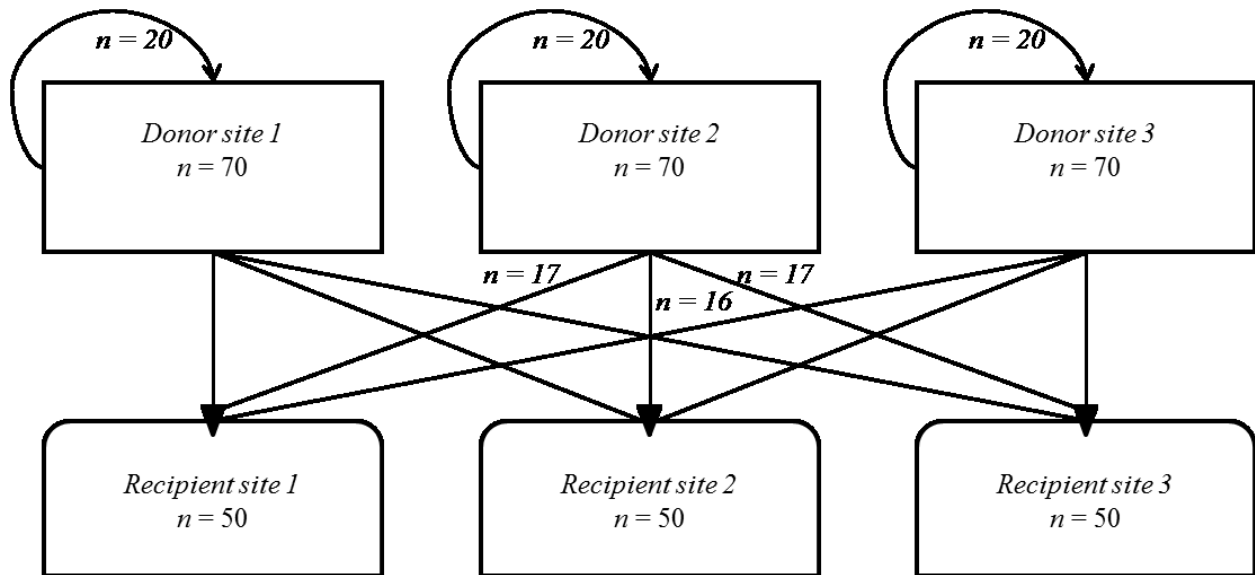 n = 20
n = 20
n = 20
Donor site 1
n = 70
Donor site 2
n = 70
Donor site 3
n = 70
n = 17
n = 17
n = 16
Recipient site 1
n = 50
Recipient site 2
n = 50
Recipient site 3
n = 50